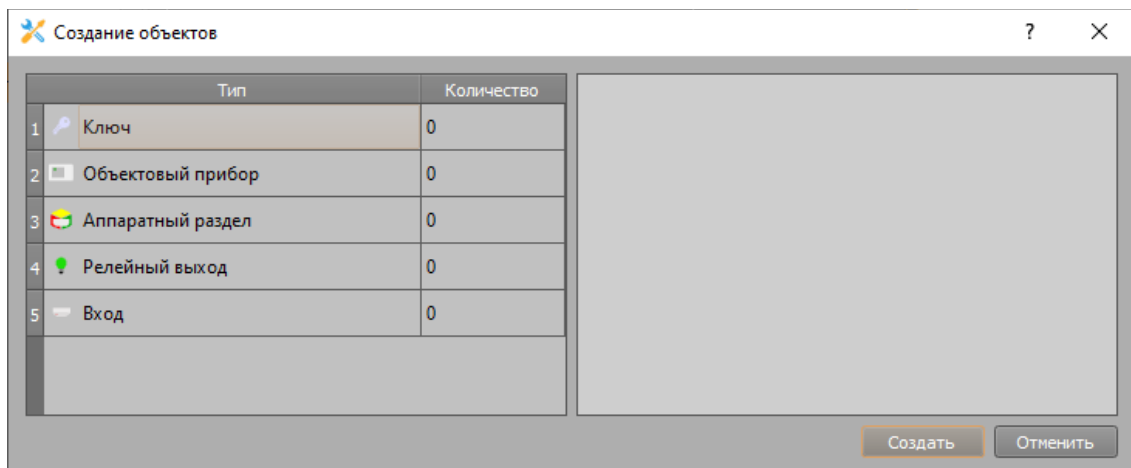 Создание объектов
?
Тип Количество
1 Ключ 0
2 Объектовый прибор 0
3 Аппаратный раздел 0
4 Релейный выход 0
5 Вход 0
Создать Отменить